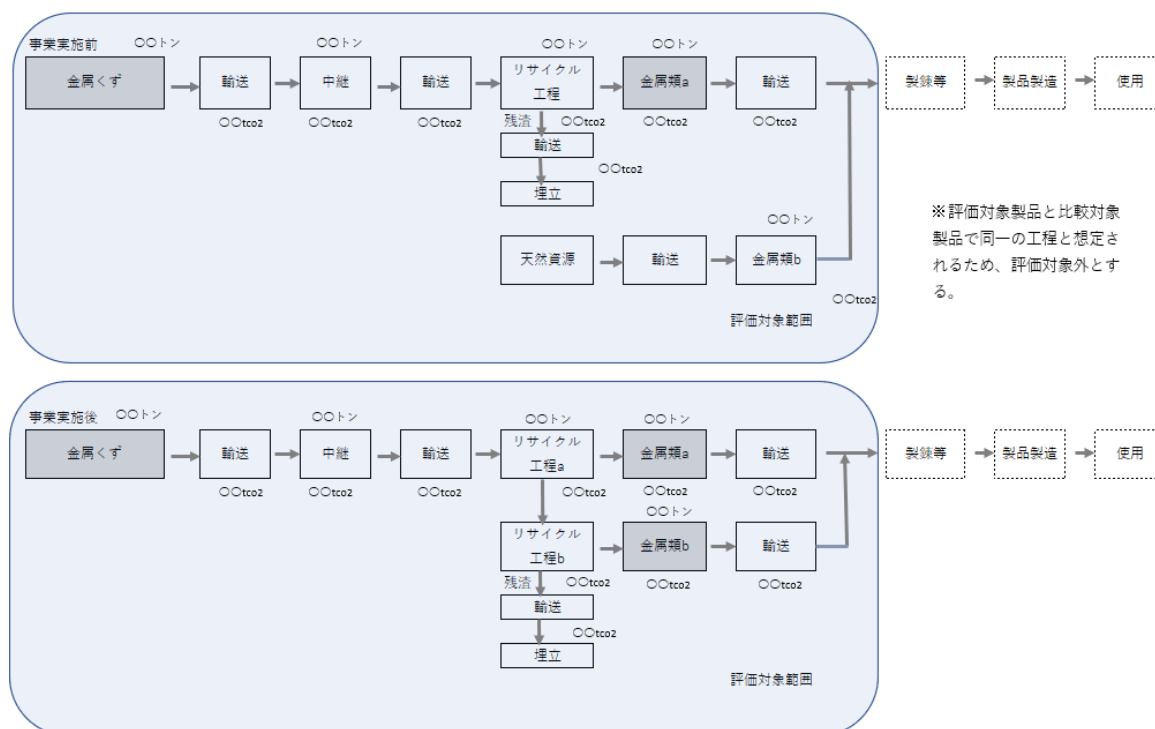 事業実施前
〇〇トン
〇〇トン
〇〇トン
〇〇トン
金属くず
輸送
中継
輸送
リサイクル
工程
金属類a
輸送
製錬等
製品製造
使用
〇〇tco2
〇〇tco2
〇〇tco2
残渣
〇〇tco2
〇〇tco2
〇〇tco2
輸送
〇〇tco2
埋立
〇〇トン
天然資源
輸送
金属類b
〇〇tco2
評価対象範囲
※評価対象製品と比較対象
製品で同一の工程と想定さ
れるため、評価対象外とす
る。
事業実施後
〇〇トン
〇〇トン
〇〇トン
〇〇トン
金属くず
輸送
中継
輸送
リサイクル
工程a
金属類a
輸送
製錬等
製品製造
使用
〇〇tco2
〇〇tco2
〇〇tco2
〇〇tco2
〇〇tco2
〇〇tco2
〇〇トン
リサイクル
工程b
金属類b
輸送
残渣
〇〇tco2
〇〇tco2
〇〇tco2
輸送
〇〇tco2
埋立
評価対象範囲